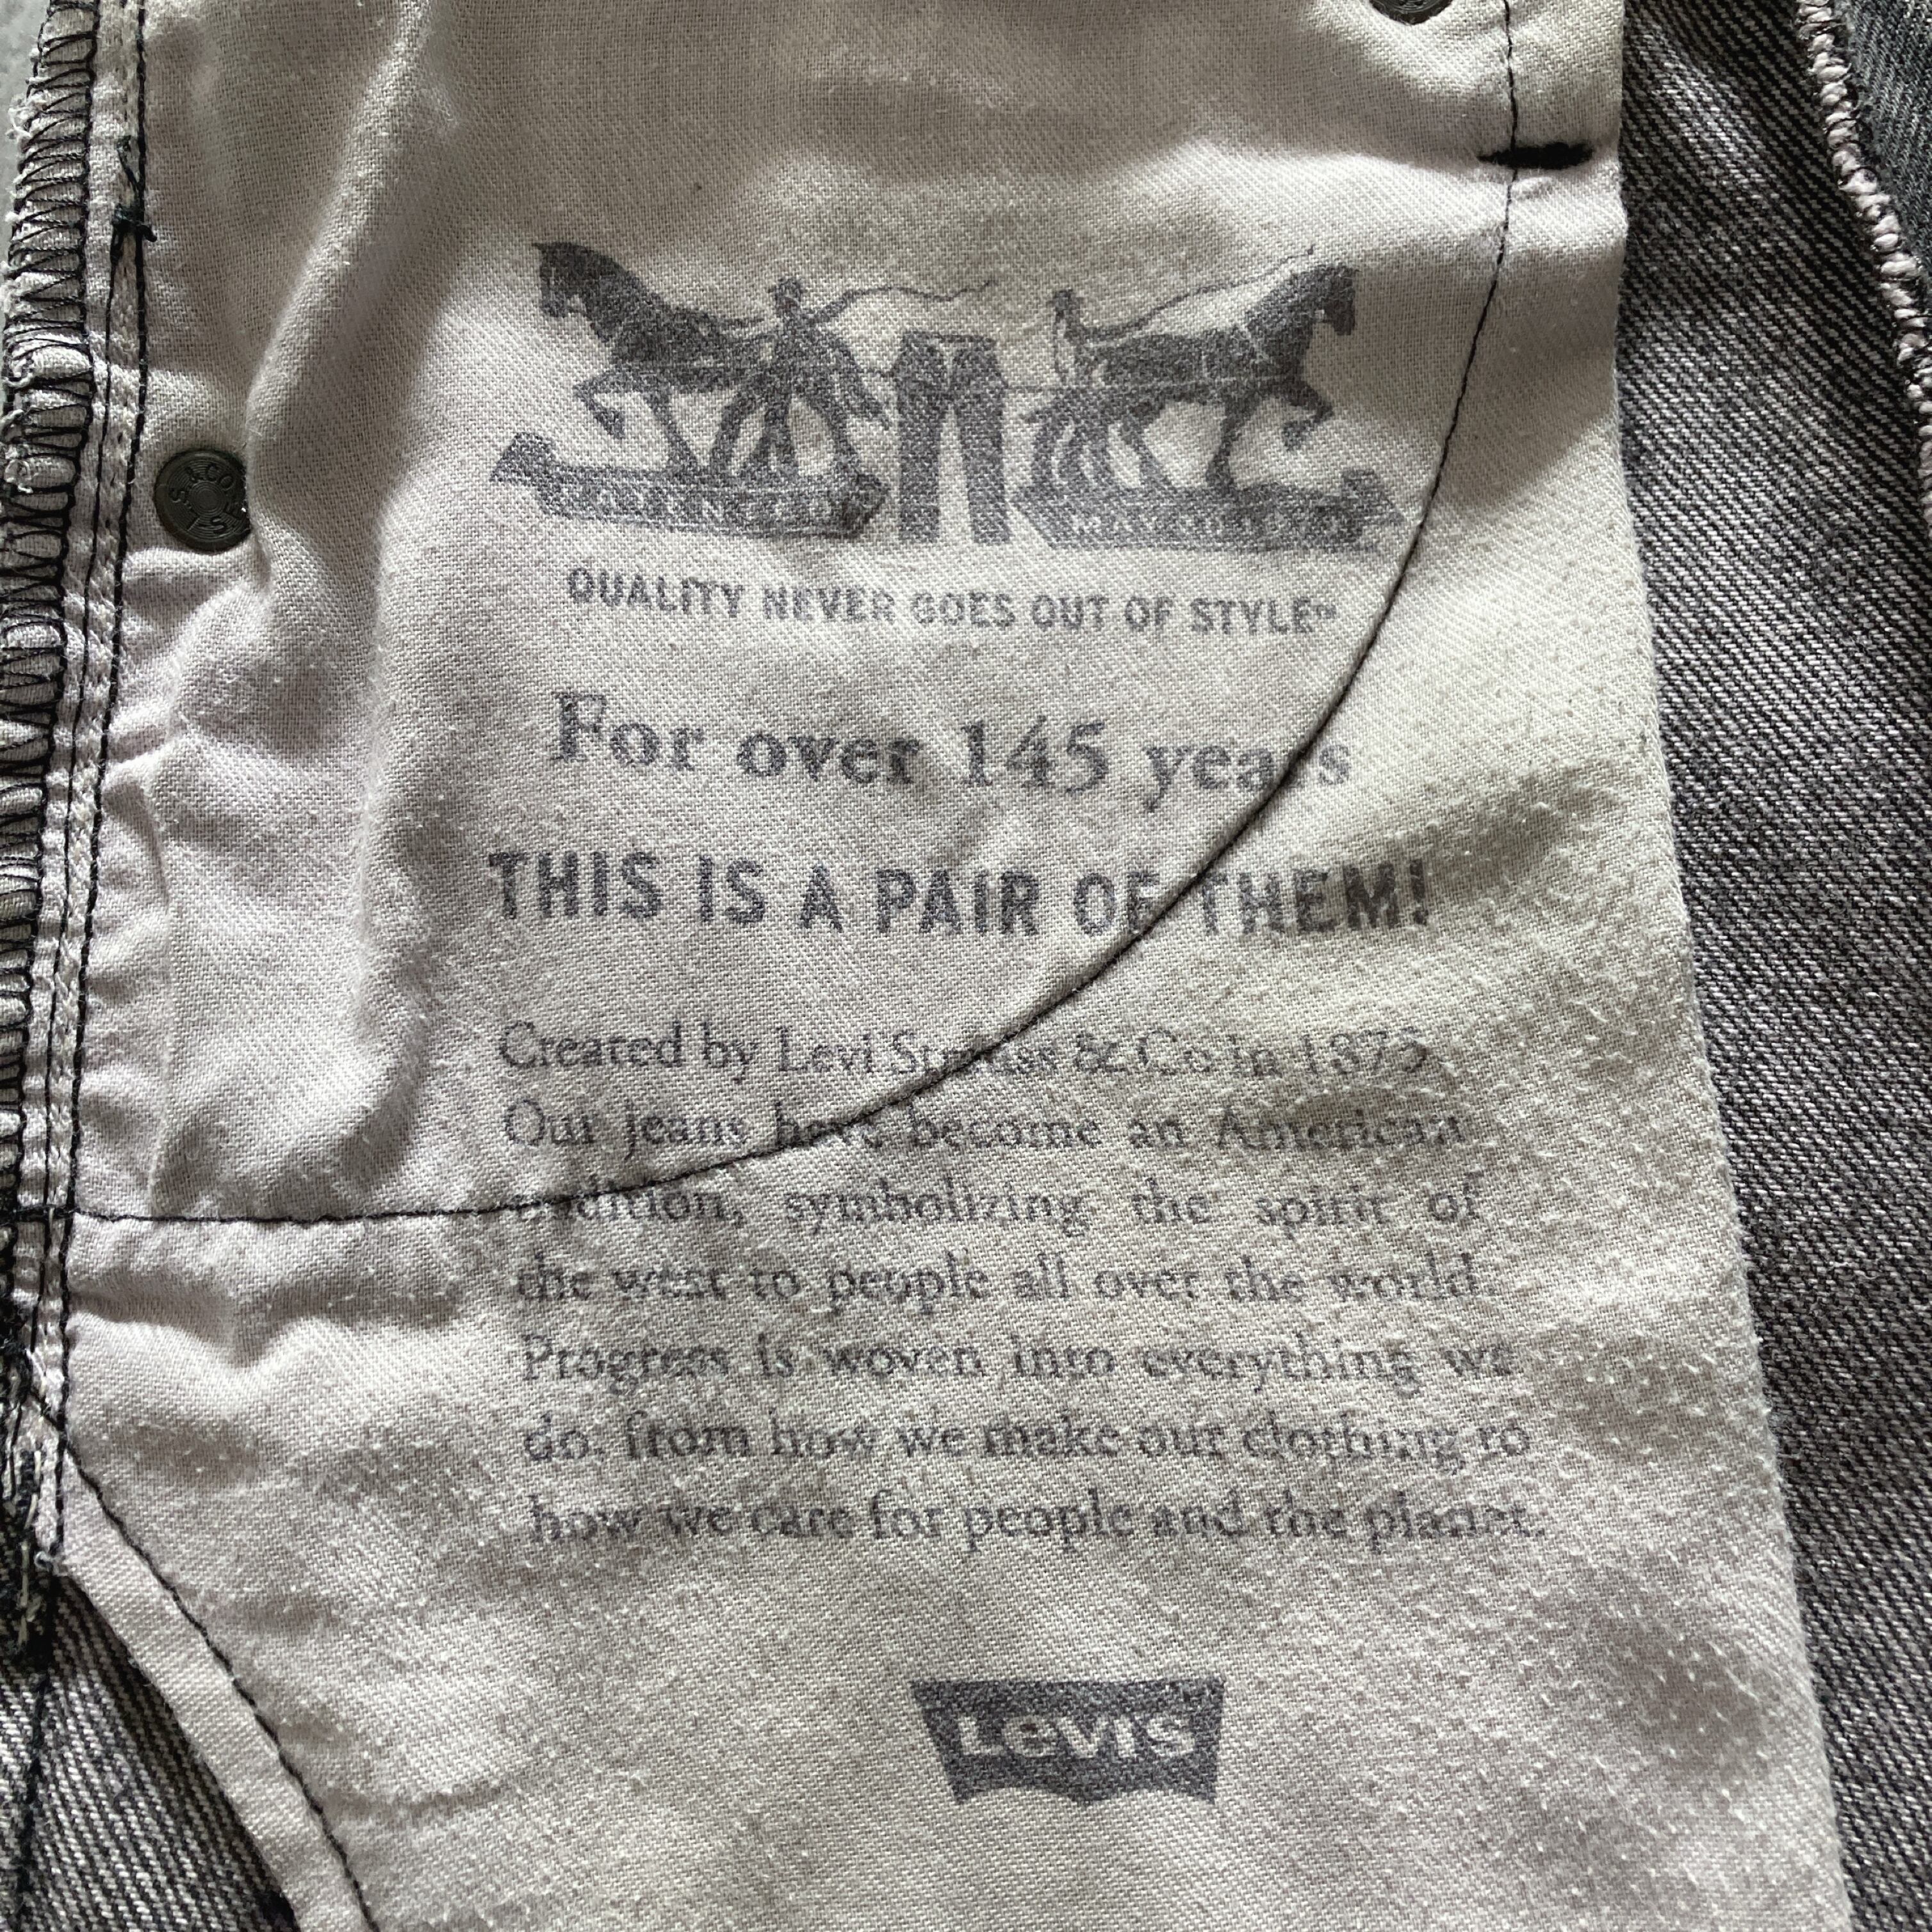 QUALITY NEVER GOES OUT OF STYLE™
For over 145 years
THIS IS A PAIR OF THEM!
Created by Levi Strauss & Co in 1873
Our jeans have become an American
tradition, symbolizing the spirit of
the west to people all over the world.
Progress is woven into everything we
do, from how we make our clothing to
how we care for people and the planet.
Levi's